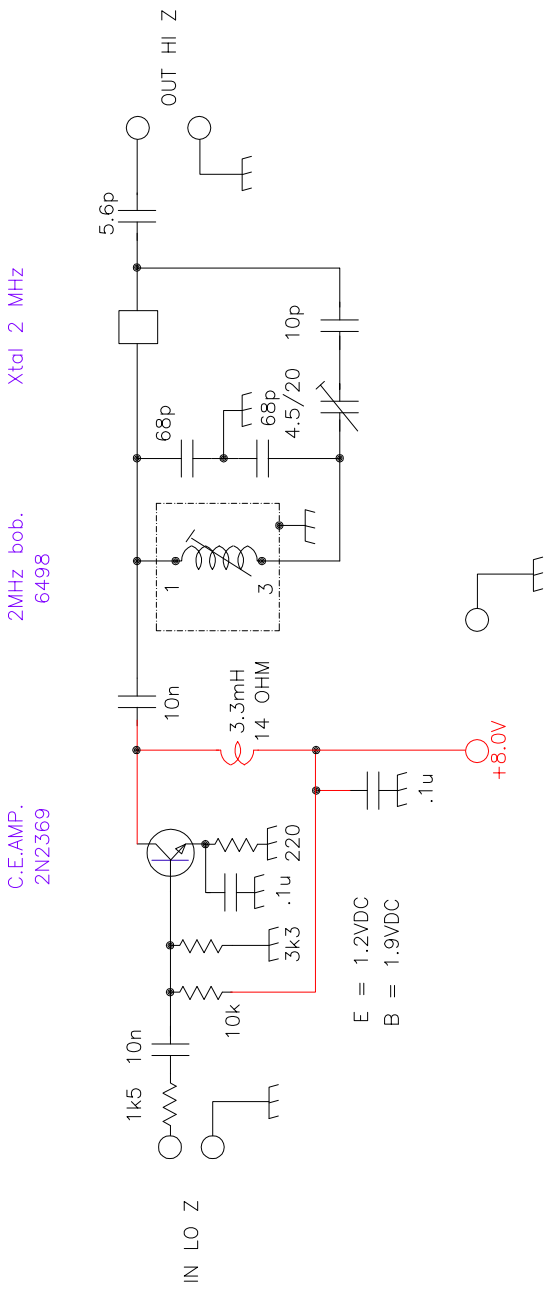 C.E.AMP.
2N2369
2MHz bob.
6498
Xtal 2 MHz
IN LO Z
1k5
10n
10k
3k3
.1u
220
10n
3.3mH
14 OHM
.1u
+8.0V
1
3
68p
68p
4.5/20
10p
5.6p
OUT HI Z
E = 1.2VDC
B = 1.9VDC